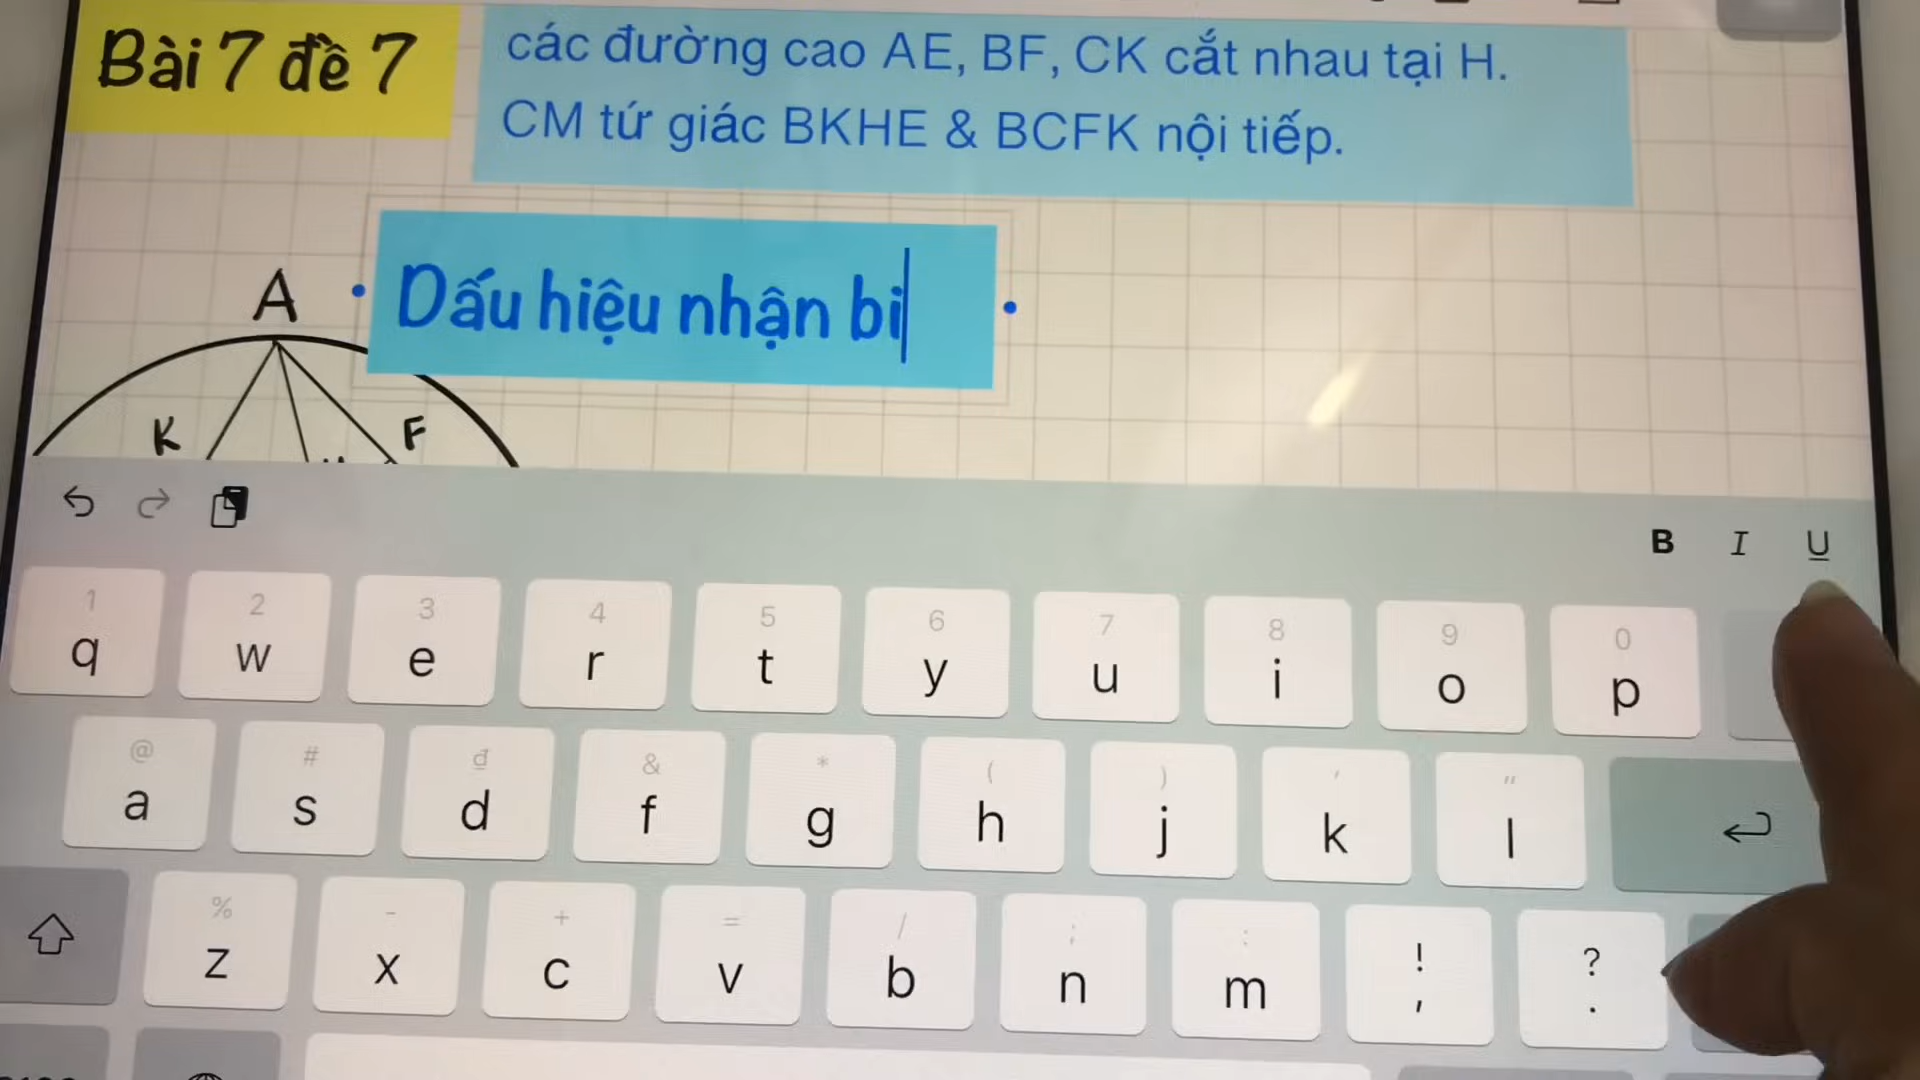 Bài 7 đề 7
các đường cao AE, BF, CK cắt nhau tại H.
CM tứ giác BKHE & BCFK nội tiếp.
Dấu hiệu nhận bi
A
K
F
B I U
1 2 3 4 5 6 7 8 9 0
q w e r t y u i o p
@ # đ & * ( ) ' "
a s d f g h j k l
% - + = / ; : ! ?
z x c v b n m , .